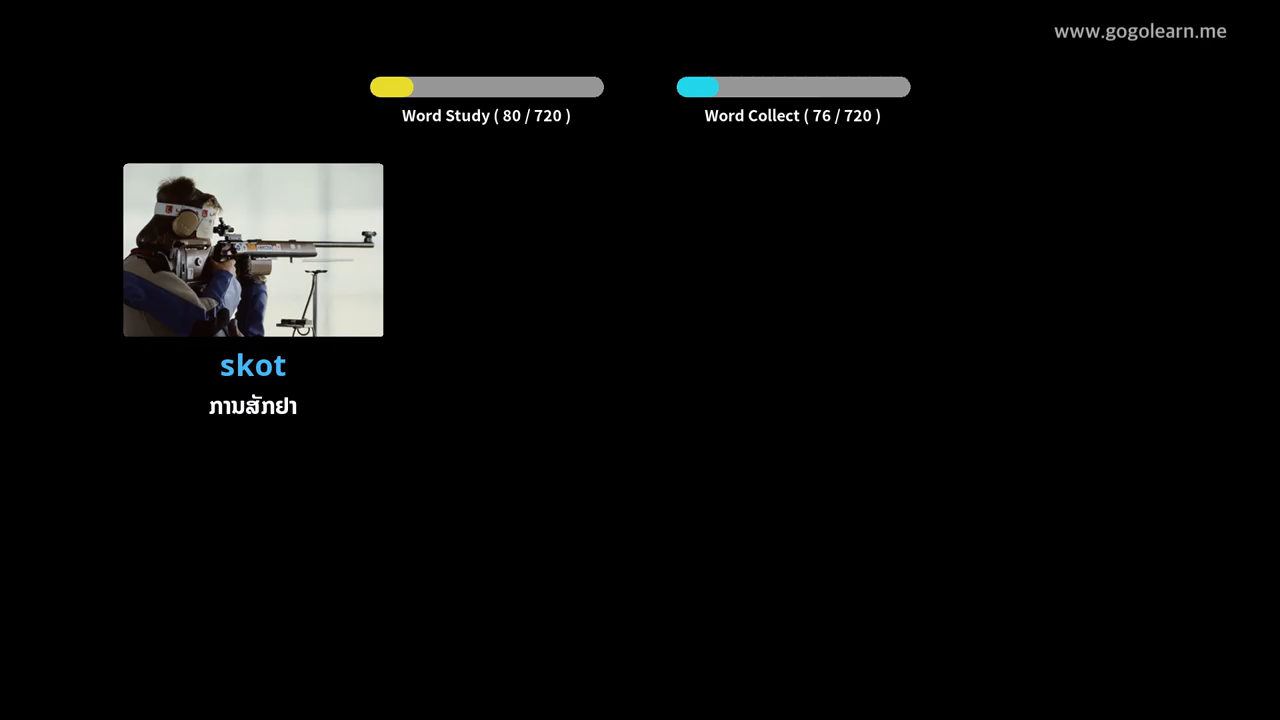 www.gogolearn.me
Word Study ( 80 / 720 )
Word Collect ( 76 / 720 )
skot
ການສັກຢາ